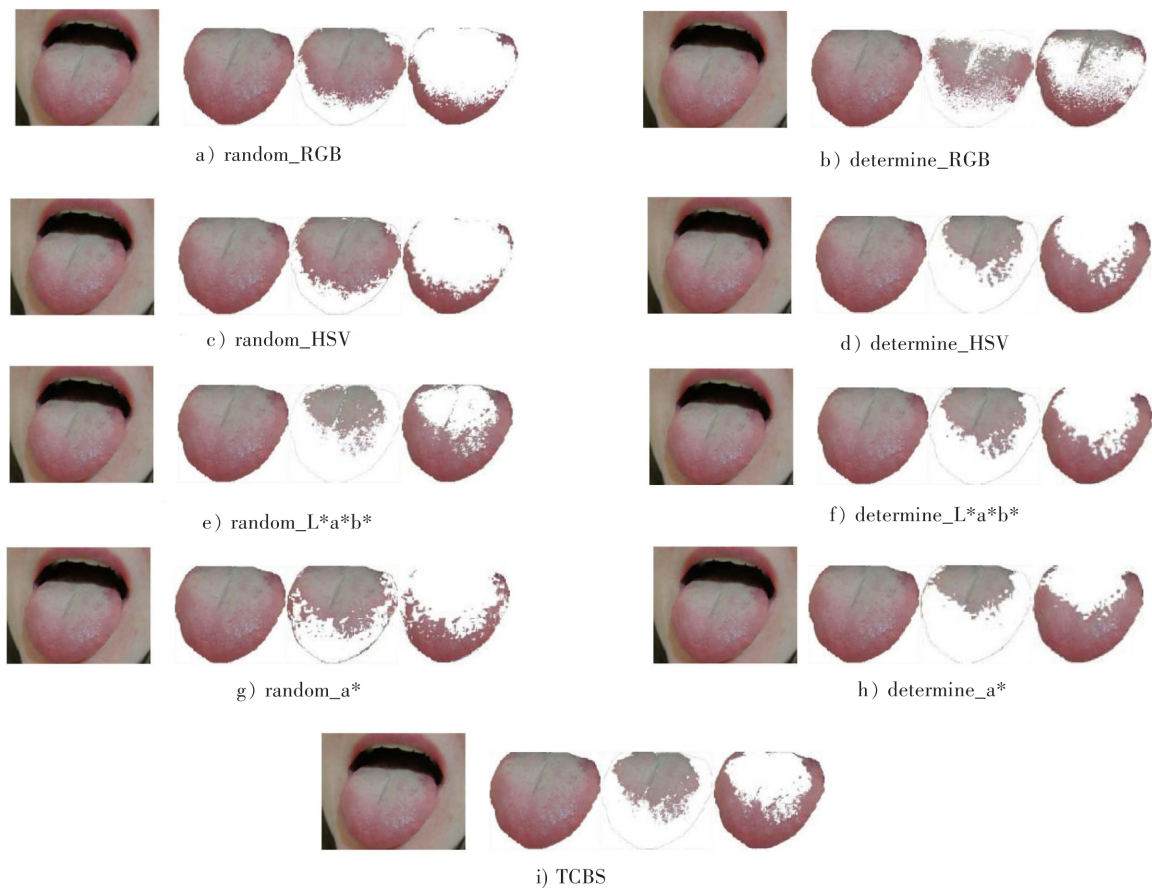 a) random_RGB
b) determine_RGB
c) random_HSV
d) determine_HSV
e) random_L*a*b*
f) determine_L*a*b*
g) random_a*
h) determine_a*
i) TCBS